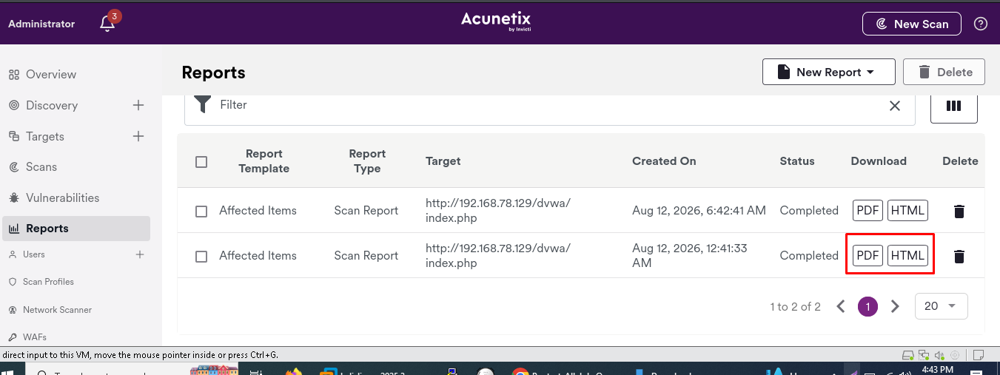 Administrator
3
Acunetix
by Invicti
New Scan
Overview
Discovery
Targets
Scans
Vulnerabilities
Reports
Users
Scan Profiles
Network Scanner
WAFs
Reports
New Report
Delete
Filter
Report Template
Report Type
Target
Created On
Status
Download
Delete
Affected Items
Scan Report
http://192.168.78.129/dvwa/
index.php
Aug 12, 2026, 6:42:41 AM
Completed
PDF
HTML
Affected Items
Scan Report
http://192.168.78.129/dvwa/
index.php
Aug 12, 2026, 12:41:33
AM
Completed
PDF
HTML
1 to 2 of 2
1
20
direct input to this VM, move the mouse pointer inside or press Ctrl+G.
4:43 PM